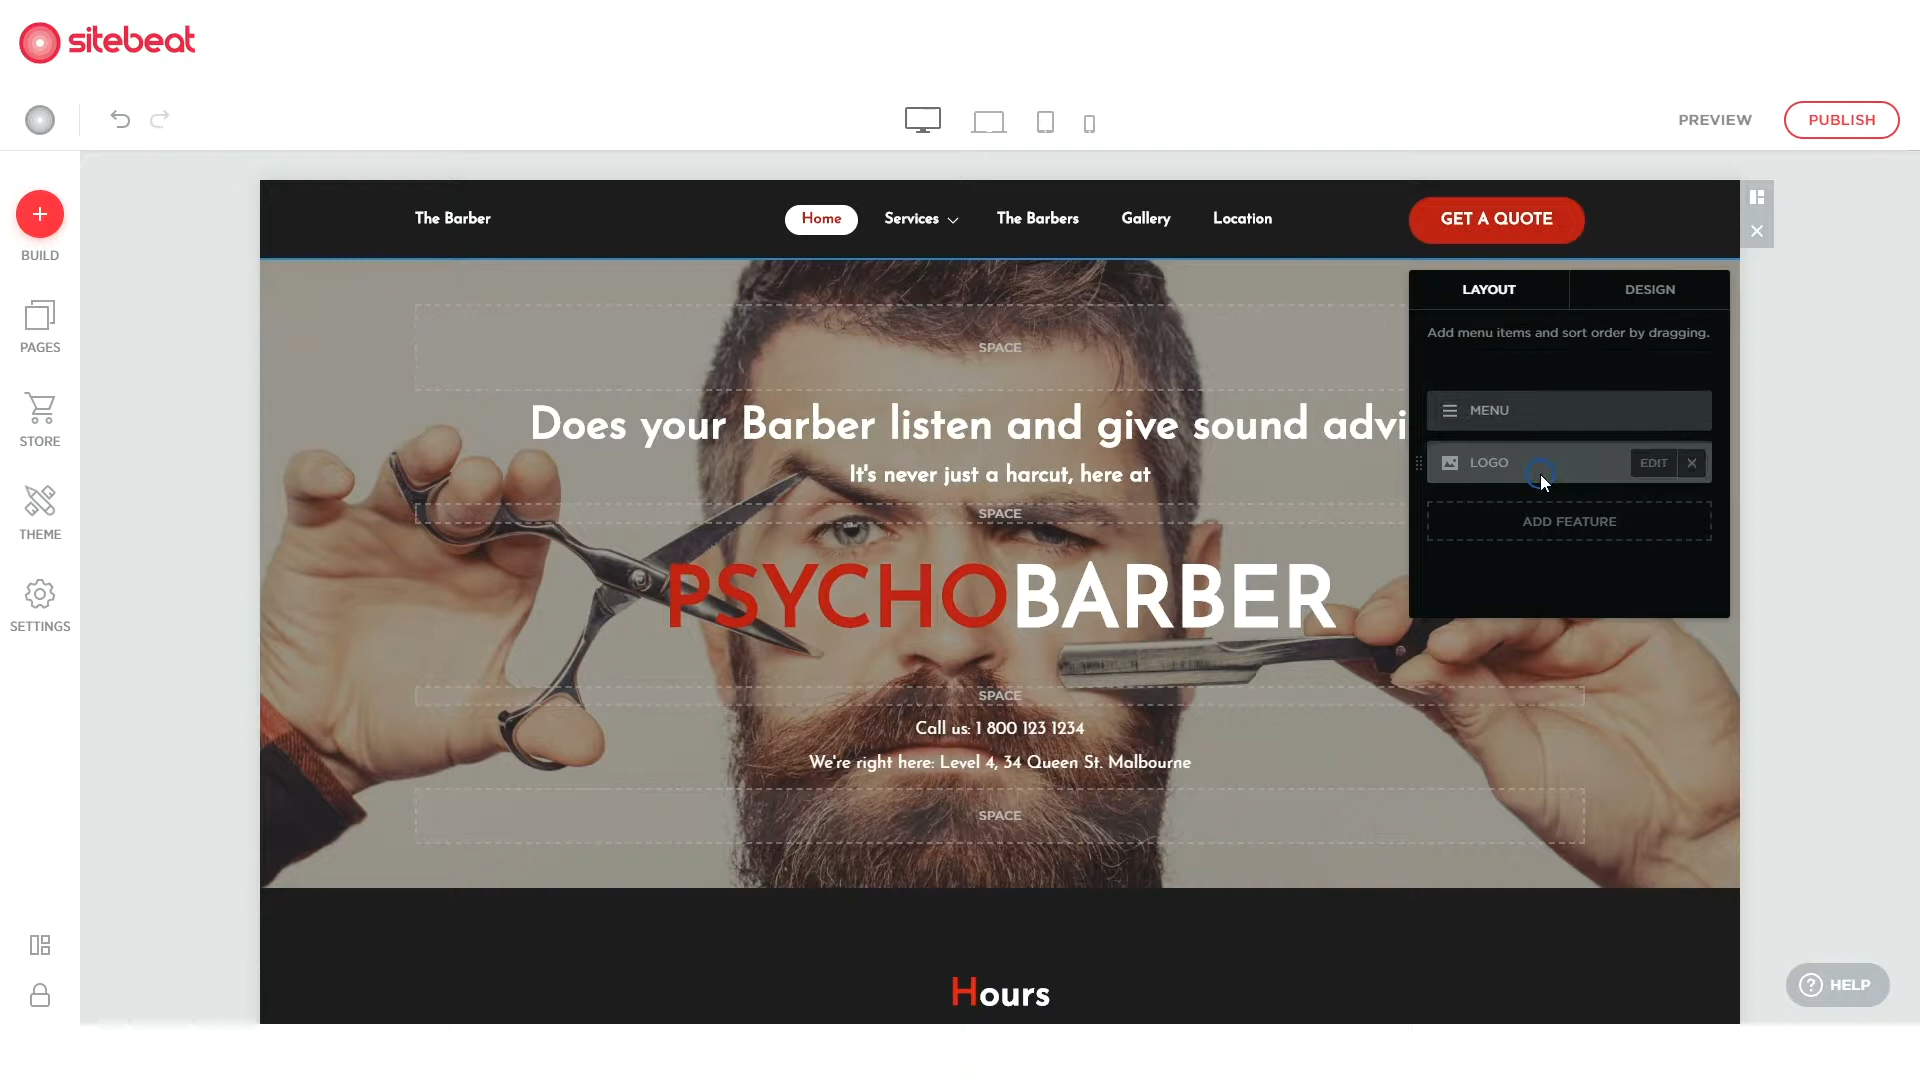 sitebeat
PREVIEW
PUBLISH
BUILD
PAGES
STORE
THEME
SETTINGS
The Barber
Home
Services
The Barbers
Gallery
Location
GET A QUOTE
LAYOUT
DESIGN
Add menu items and sort order by dragging.
MENU
LOGO
EDIT
ADD FEATURE
SPACE
Does your Barber listen and give sound advi
It's never just a harcut, here at
SPACE
PSYCHOBARBER
SPACE
Call us: 1 800 123 1234
We're right here: Level 4, 34 Queen St. Malbourne
SPACE
Hours
? HELP